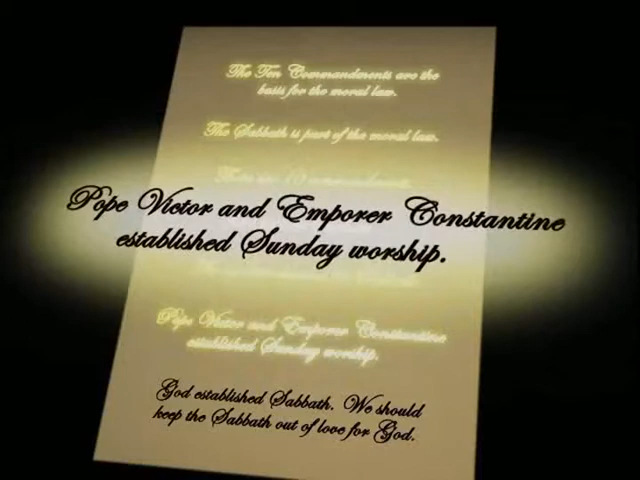 The Ten Commandments are the
basis for the moral law.
The Sabbath is part of the moral law.
Pope Victor and Emporer Constantine
established Sunday worship.
Pope Victor and Emporer Constantine
established Sunday worship.
God established Sabbath. We should
keep the Sabbath out of love for God.